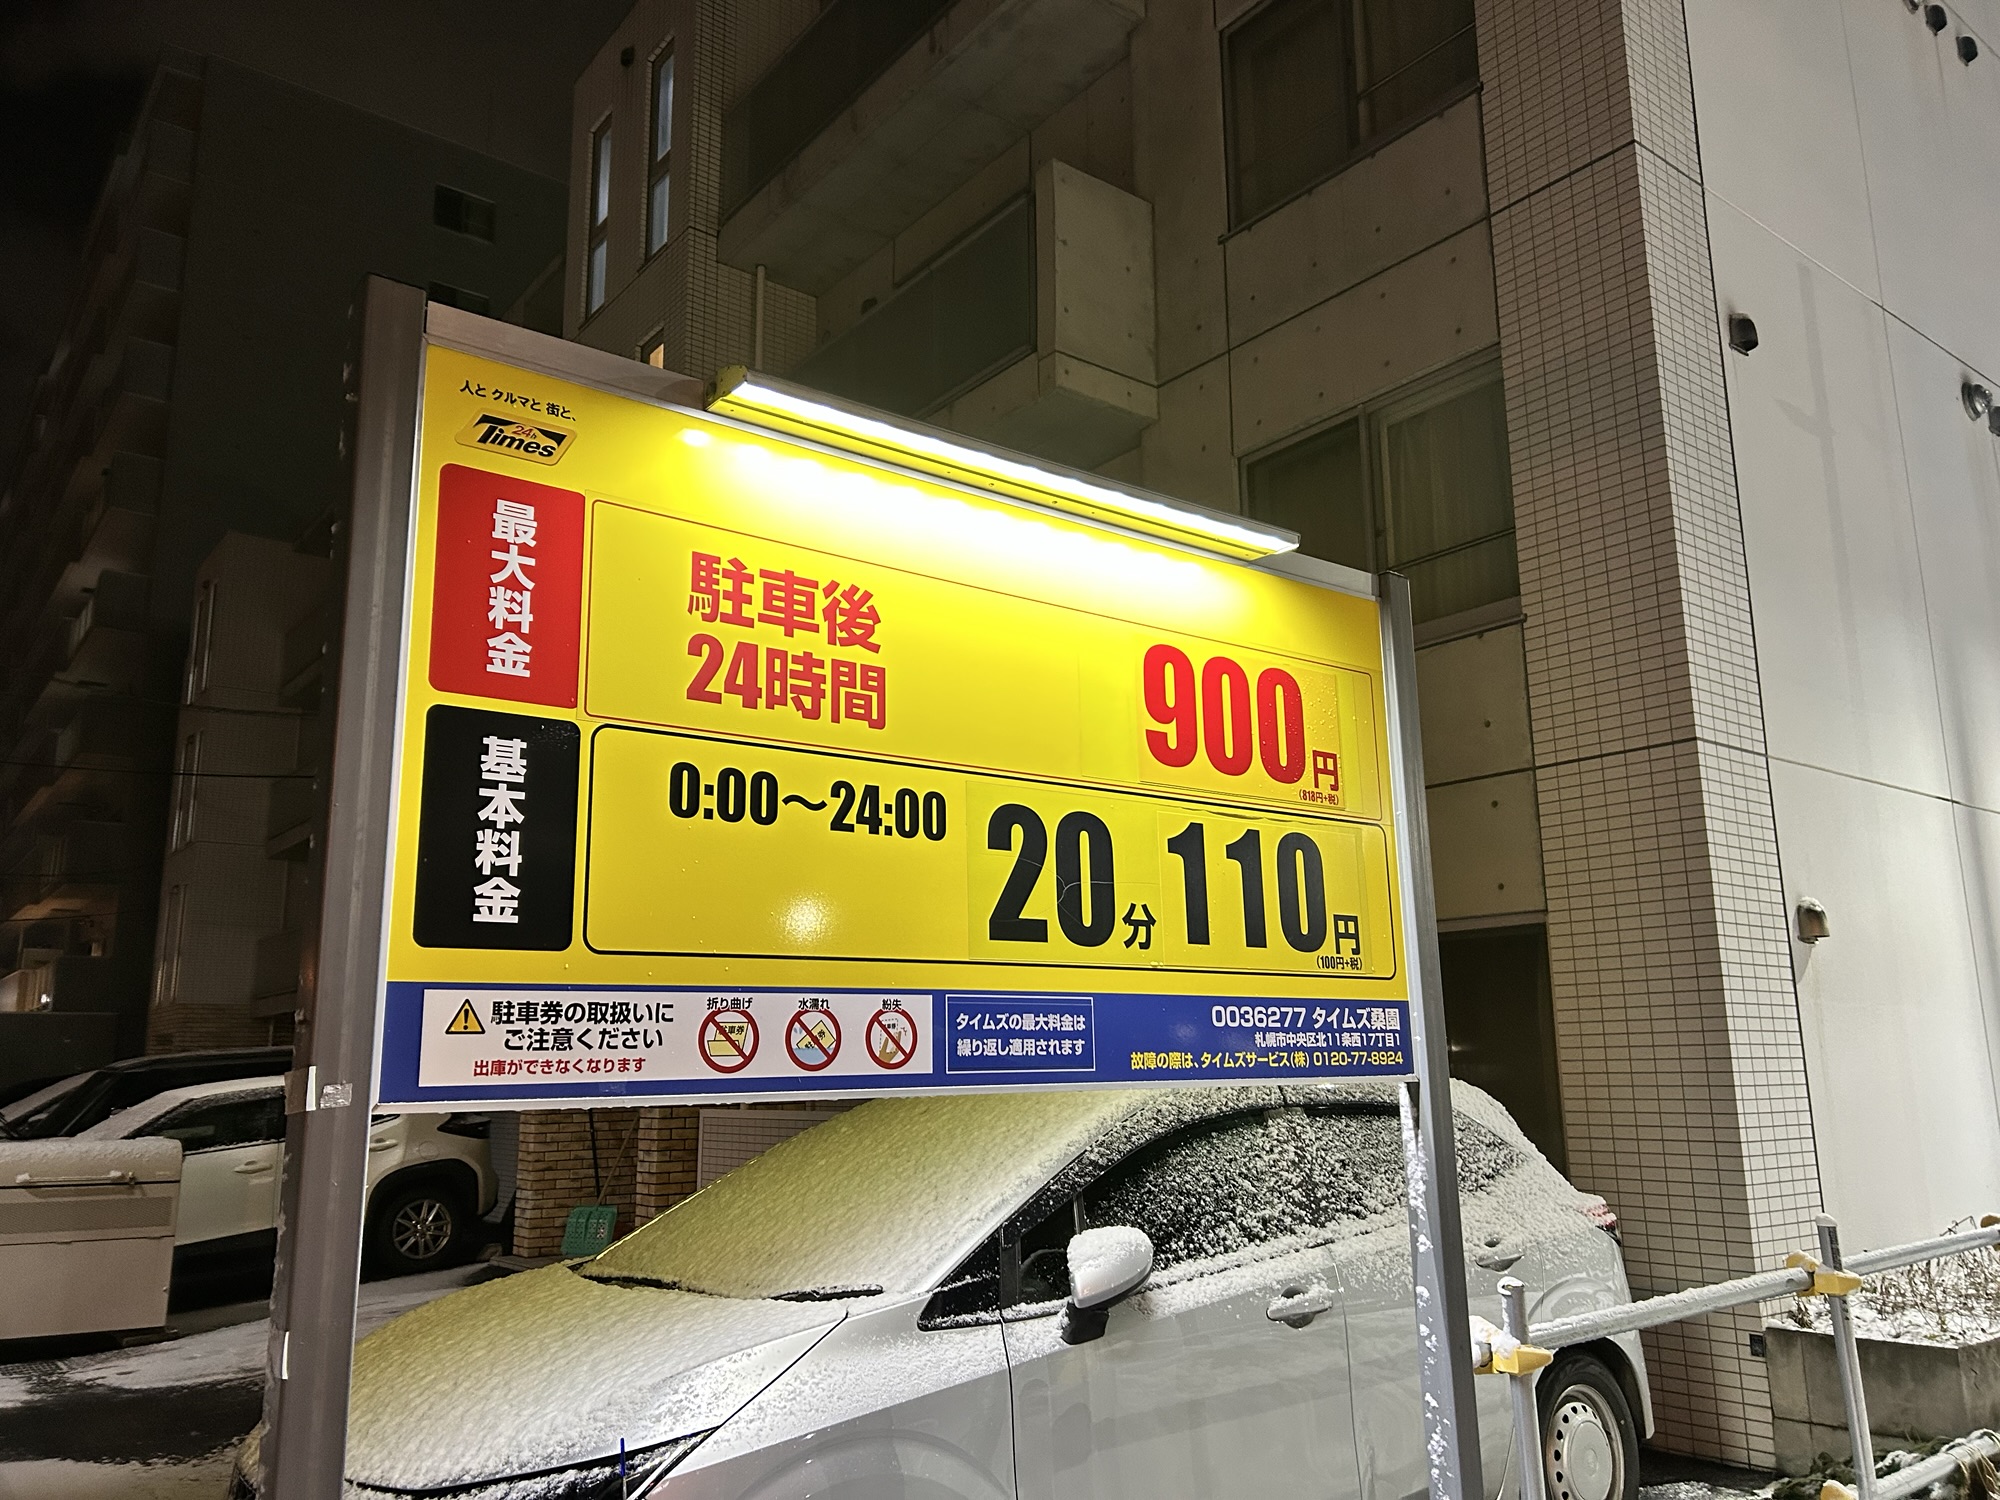 人と クルマと 街と、
24h
Times
最大料金
駐車後
24時間
900円
(818円+税)
基本料金
0:00～24:00
20分 110円
(100円+税)
駐車券の取扱いに
ご注意ください
出庫ができなくなります
折り曲げ
駐車券
水濡れ
紛失
タイムズの最大料金は
繰り返し適用されます
0036277 タイムズ桑園
札幌市中央区北11条西17丁目1
故障の際は、タイムズサービス(株) 0120-77-8924